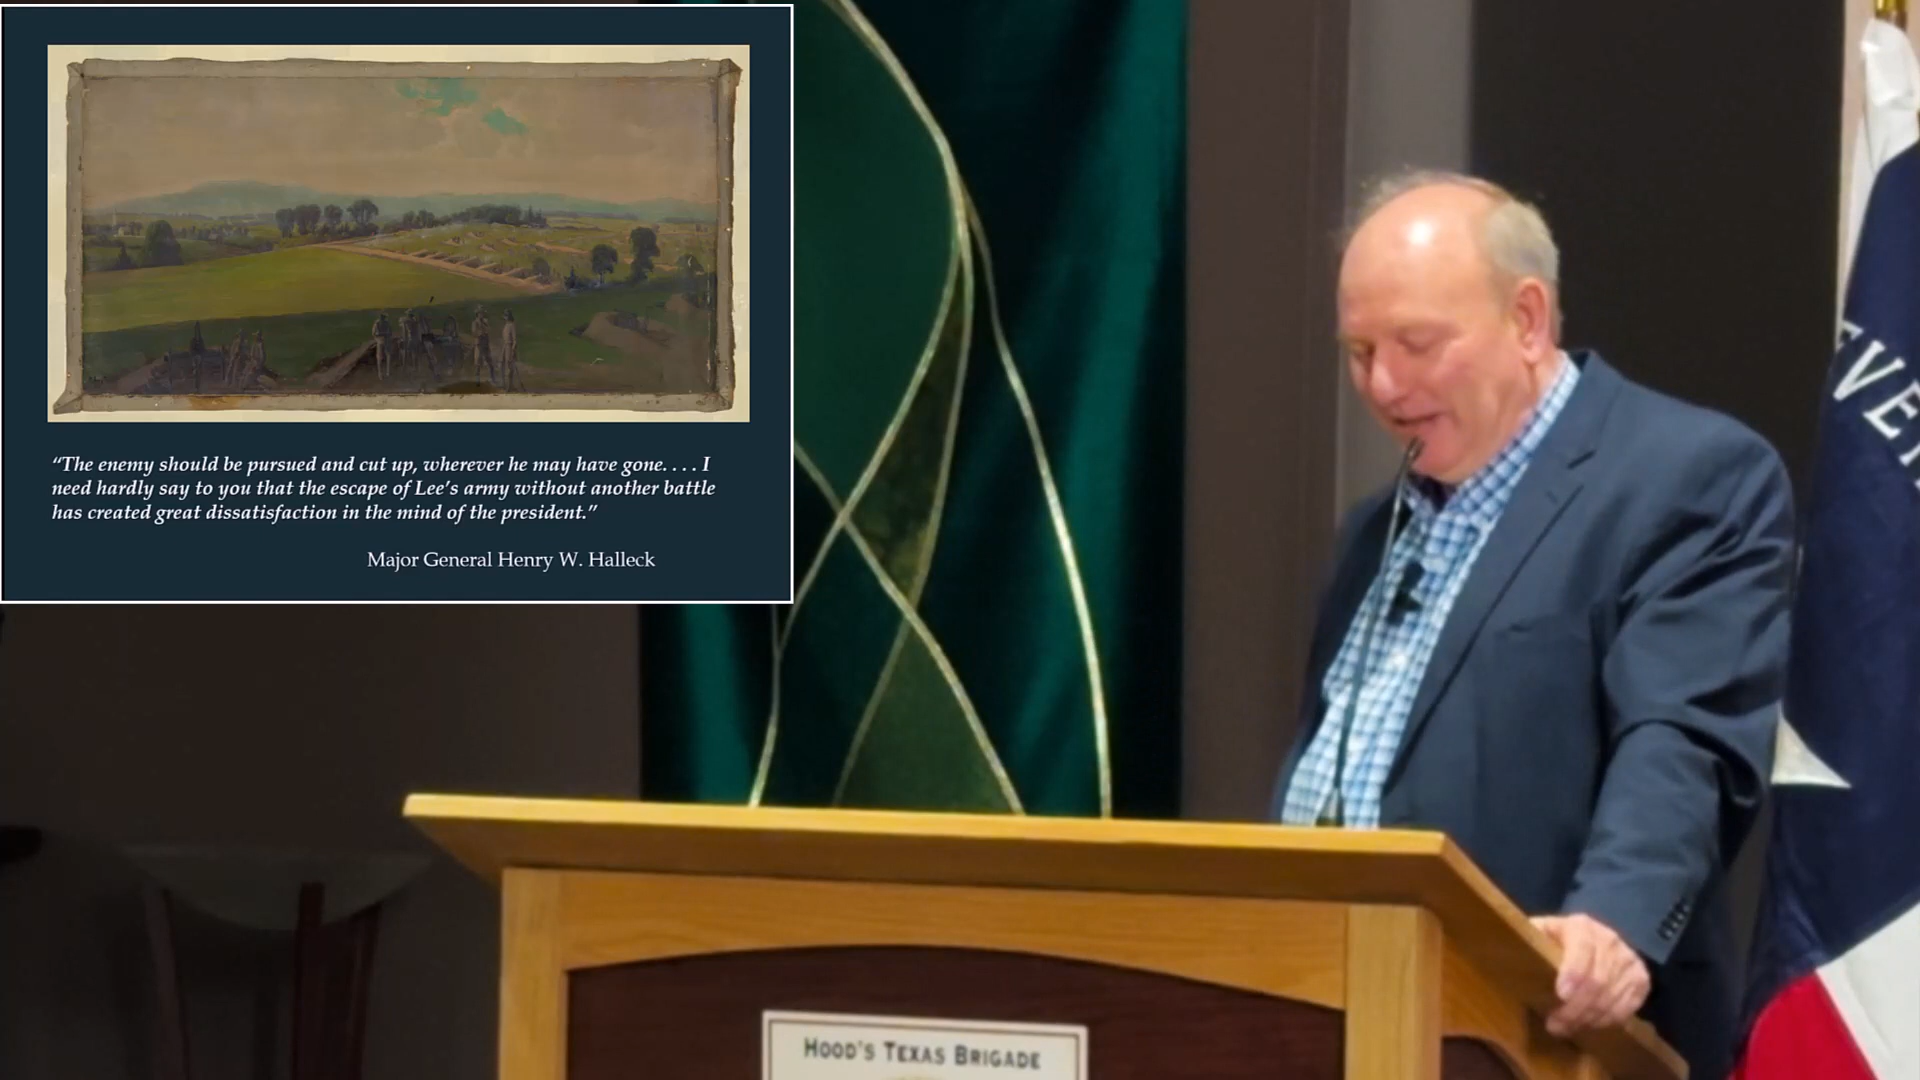 “The enemy should be pursued and cut up, wherever he may have gone. . . . I
need hardly say to you that the escape of Lee’s army without another battle
has created great dissatisfaction in the mind of the president.”
Major General Henry W. Halleck
HOOD'S TEXAS BRIGADE